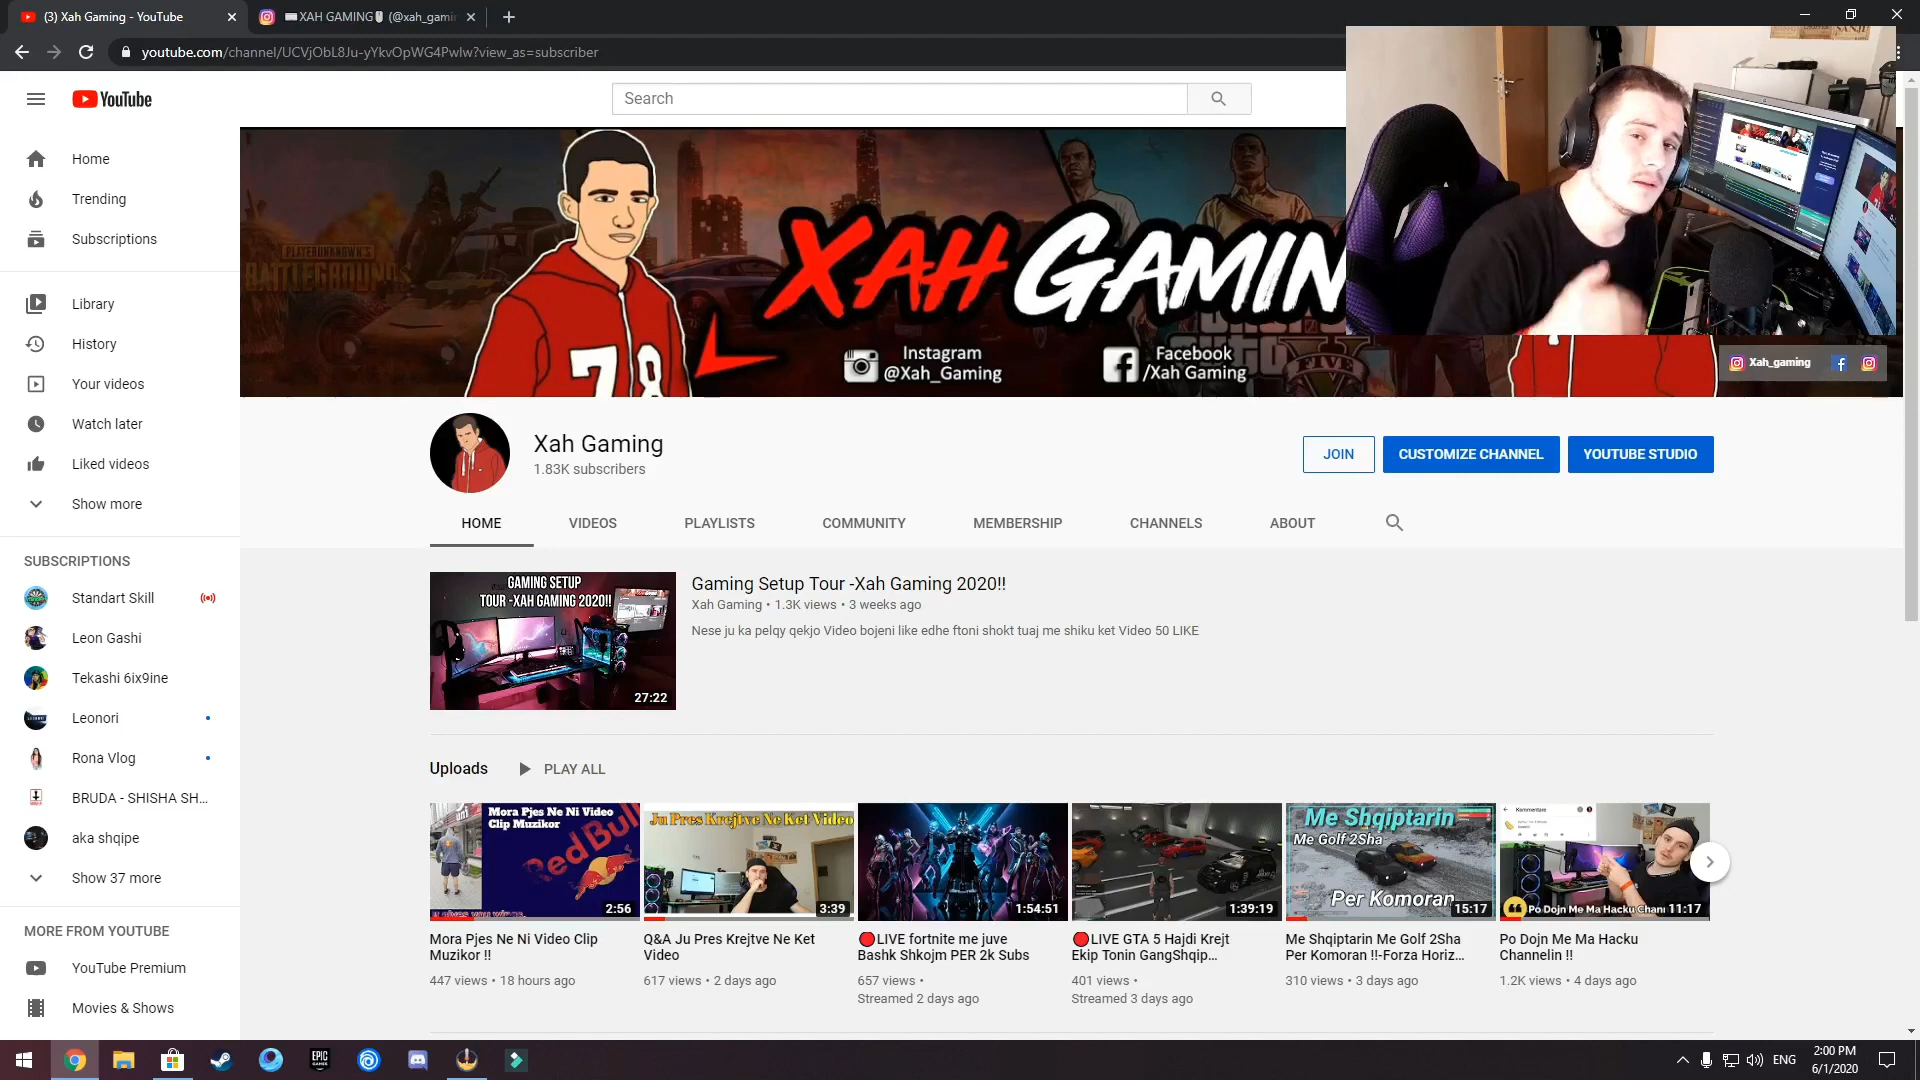 (3) Xah Gaming - YouTube
XAH GAMING (@xah_gamin
youtube.com/channel/UCVjObL8Ju-yYkvOpWG4PwIw?view_as=subscriber
YouTube
Search
Home
Trending
Subscriptions
Library
History
Your videos
Watch later
Liked videos
Show more
SUBSCRIPTIONS
Standart Skill
Leon Gashi
Tekashi 6ix9ine
Leonori
Rona Vlog
BRUDA - SHISHA SH...
aka shqipe
Show 37 more
MORE FROM YOUTUBE
YouTube Premium
Movies & Shows
PLAYERUNKNOWN'S
BATTLEGROUNDS
XAH GAMIN
78
Instagram
@Xah_Gaming
Facebook
/Xah Gaming
FIVE
Xah_gaming
Xah Gaming
1.83K subscribers
JOIN
CUSTOMIZE CHANNEL
YOUTUBE STUDIO
HOME
VIDEOS
PLAYLISTS
COMMUNITY
MEMBERSHIP
CHANNELS
ABOUT
GAMING SETUP
TOUR -XAH GAMING 2020!!
27:22
Gaming Setup Tour -Xah Gaming 2020!!
Xah Gaming • 1.3K views • 3 weeks ago
Nese ju ka pelqy qekjo Video bojeni like edhe ftoni shokt tuaj me shiku ket Video 50 LIKE
Uploads
PLAY ALL
Mora Pjes Ne Ni Video
Clip Muzikor
RedBull
2:56
Mora Pjes Ne Ni Video Clip
Muzikor !!
447 views • 18 hours ago
Ju Pres Krejtve Ne Ket Video
3:39
Q&A Ju Pres Krejtve Ne Ket
Video
617 views • 2 days ago
1:54:51
LIVE fortnite me juve
Bashk Shkojm PER 2k Subs
657 views •
Streamed 2 days ago
1:39:19
LIVE GTA 5 Hajdi Krejt
Ekip Tonin GangShqip...
401 views •
Streamed 3 days ago
Me Shqiptarin
Me Golf 2Sha
Per Komoran
15:17
Me Shqiptarin Me Golf 2Sha
Per Komoran !!-Forza Horiz...
310 views • 3 days ago
Kommentare
Po Dojn Me Ma Hacku Chann
11:17
Po Dojn Me Ma Hacku
Channelin !!
1.2K views • 4 days ago
EPIC
GAMES
ENG
2:00 PM
6/1/2020